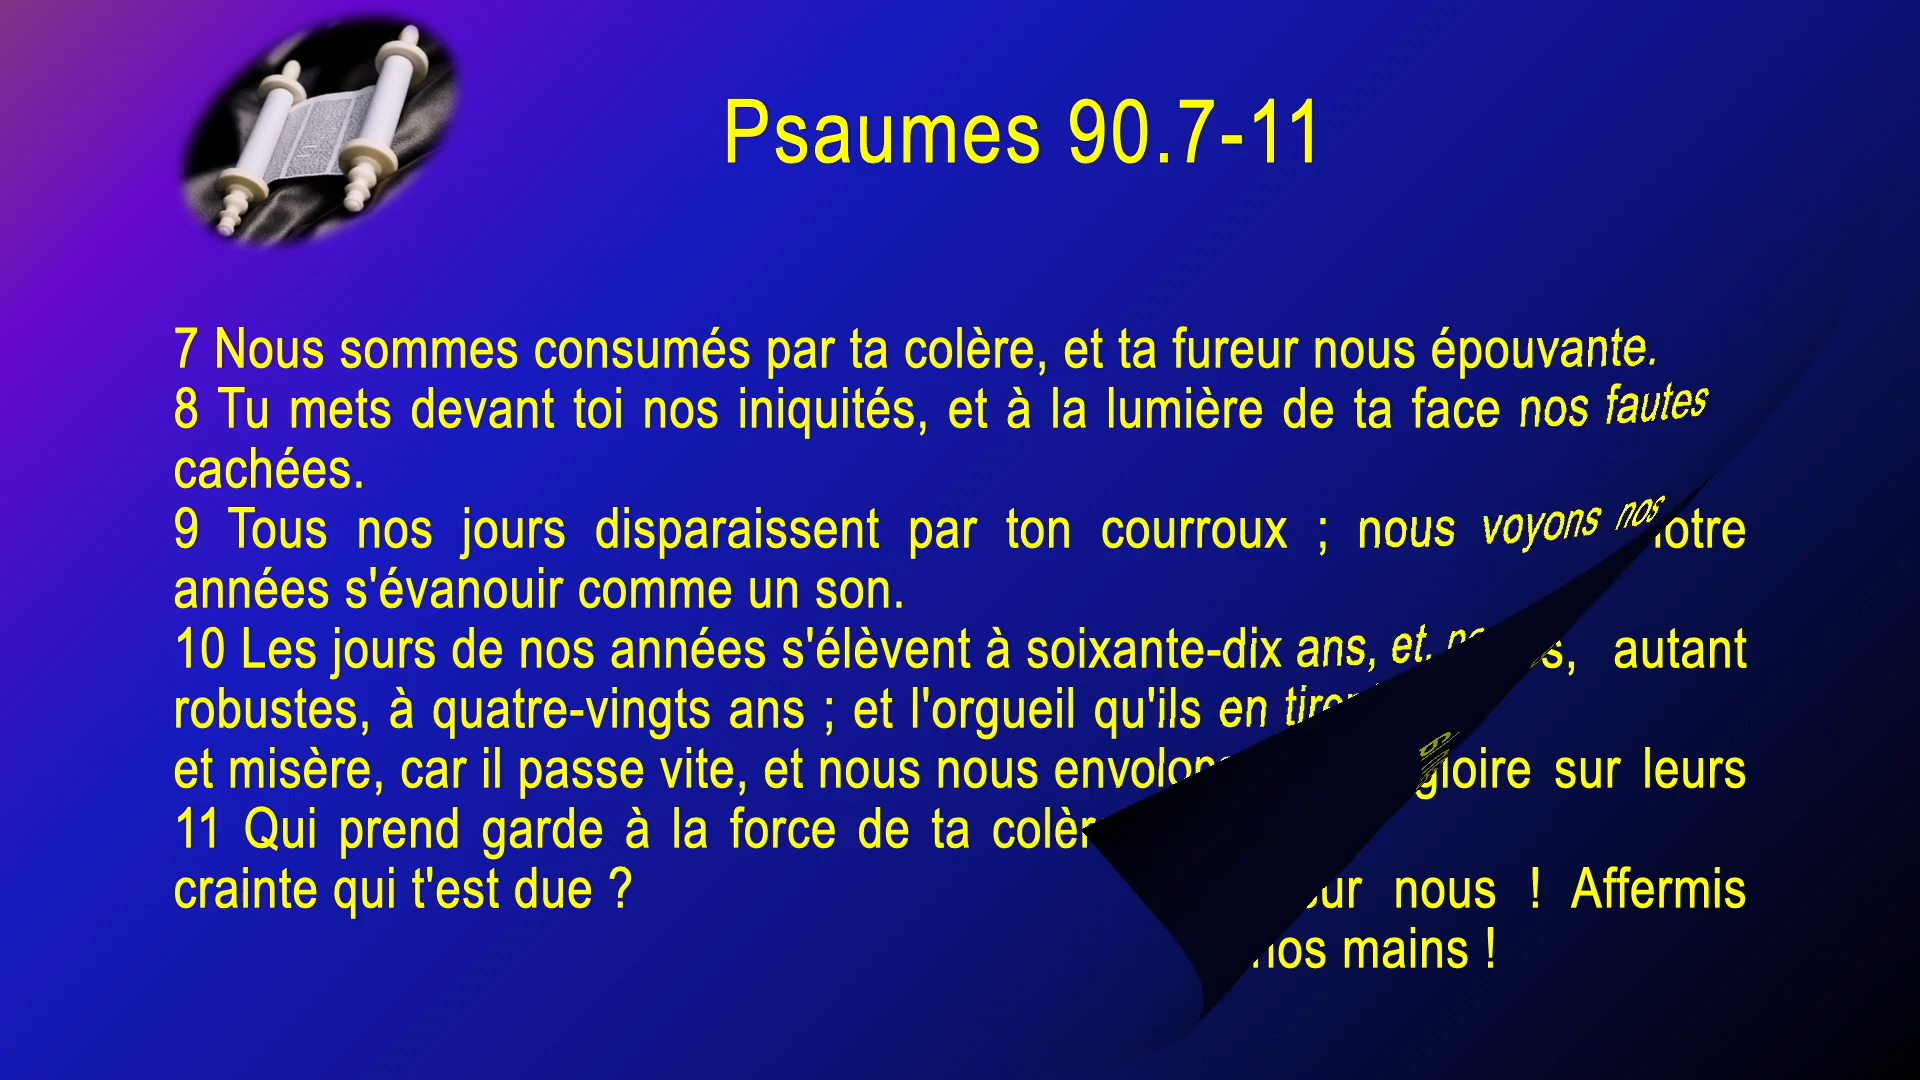 Psaumes 90.7-11
7 Nous sommes consumés par ta colère, et ta fureur nous épouvante.
8 Tu mets devant toi nos iniquités, et à la lumière de ta face nos fautes
cachées.
9 Tous nos jours disparaissent par ton courroux ; nous voyons nos
années s'évanouir comme un son.
10 Les jours de nos années s'élèvent à soixante-dix ans, et, autant
robustes, à quatre-vingts ans ; et l'orgueil qu'ils en
et misère, car il passe vite, et nous nous gloire sur leurs
11 Qui prend garde à la force de ta
crainte qui t'est due ? nous ! Affermis
nos mains !